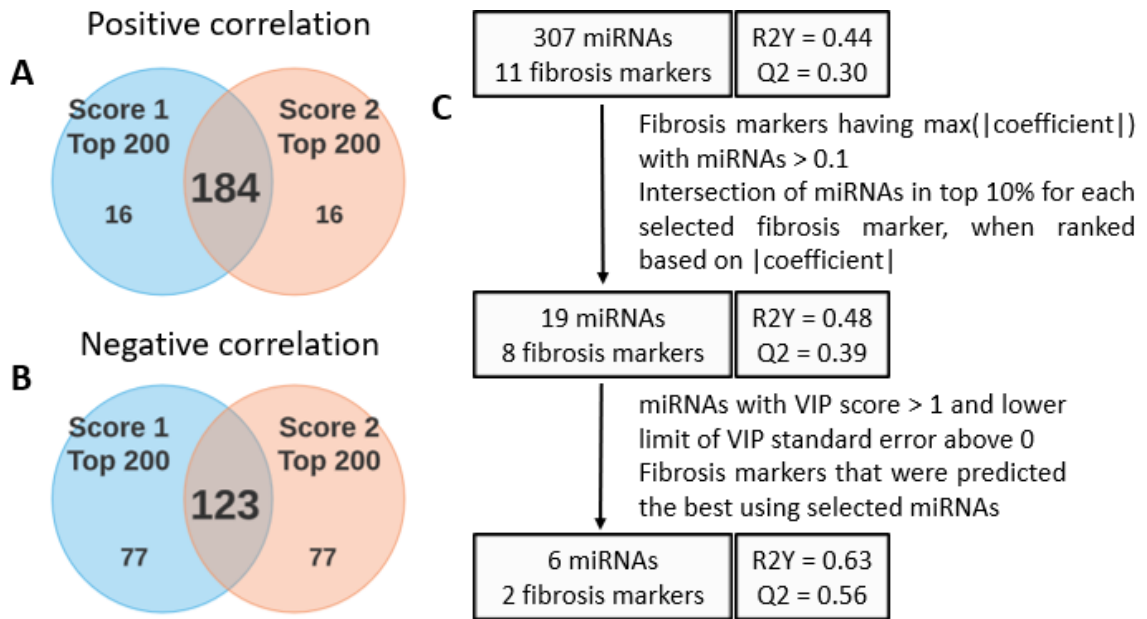 Positive correlation
A
Score 1
Top 200
Score 2
Top 200
16
184
16
Negative correlation
B
Score 1
Top 200
Score 2
Top 200
77
123
77
C
307 miRNAs
11 fibrosis markers
R2Y = 0.44
Q2 = 0.30
Fibrosis markers having max(|coefficient|)
with miRNAs > 0.1
Intersection of miRNAs in top 10% for each
selected fibrosis marker, when ranked
based on |coefficient|
19 miRNAs
8 fibrosis markers
R2Y = 0.48
Q2 = 0.39
miRNAs with VIP score > 1 and lower
limit of VIP standard error above 0
Fibrosis markers that were predicted
the best using selected miRNAs
6 miRNAs
2 fibrosis markers
R2Y = 0.63
Q2 = 0.56